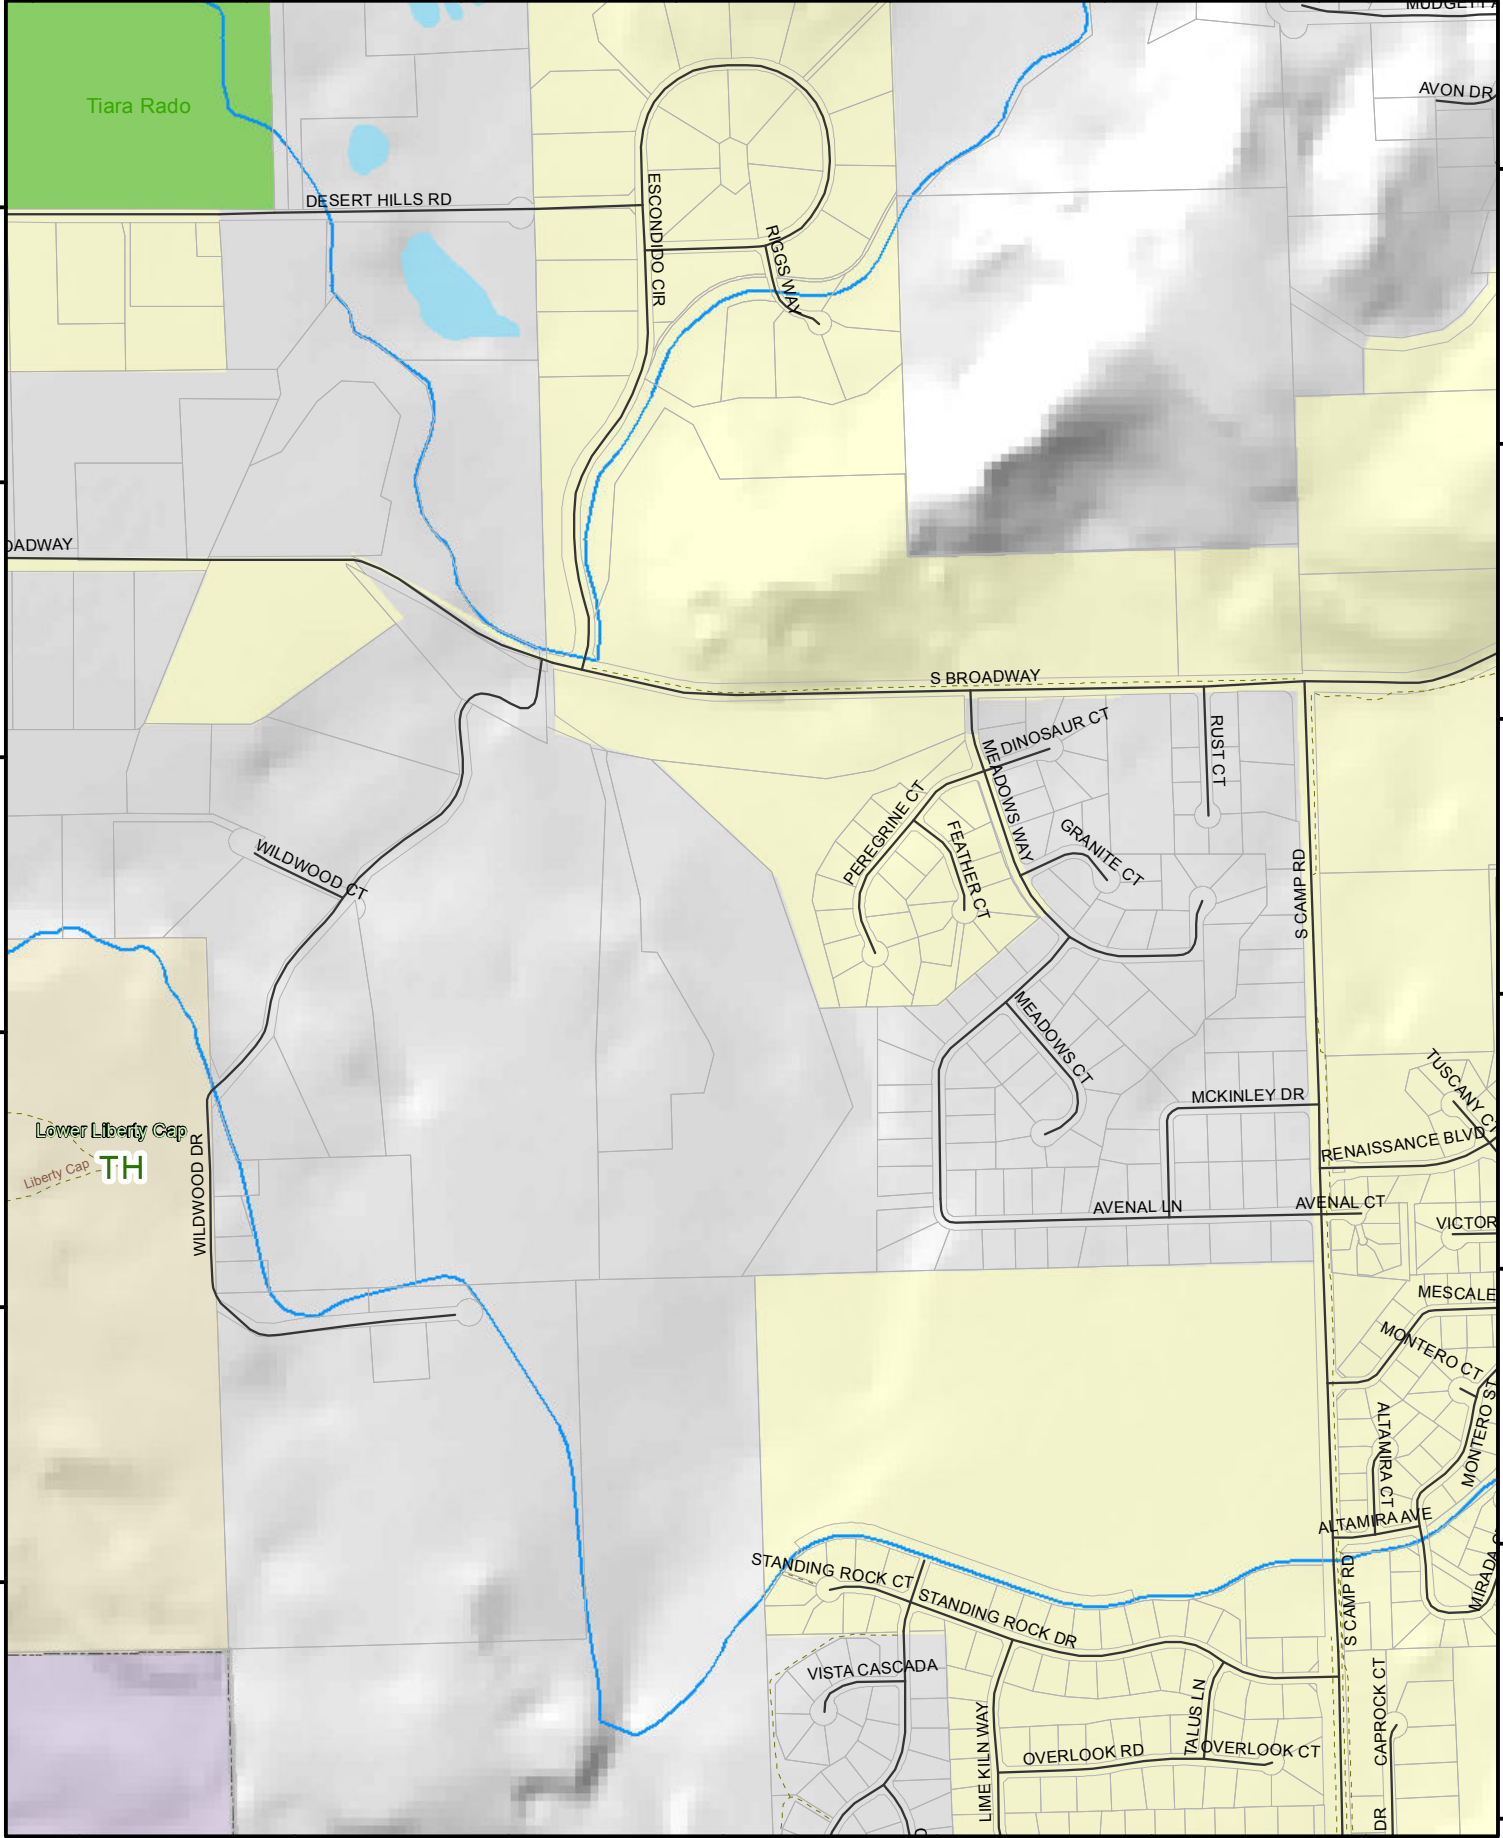 AVON DR
Tiara Rado
DESERT HILLS RD
ESCONDIDO CIR
RIGGS WAY
OADWAY
S BROADWAY
DINOSAUR CT
RUST CT
MEADOWS WAY
PEREGRINE CT
FEATHER CT
GRANITE CT
WILDWOOD CT
S CAMP RD
MEADOWS CT
TUSCANY CT
MCKINLEY DR
Lower Liberty Cap
TH
Liberty Cap
WILDWOOD DR
RENAISSANCE BLVD
AVENAL LN
AVENAL CT
VICTOR
MESCALE
MONTERO CT
ALTAMIRA CT
MONTERO ST
ALTAMIRA AVE
STANDING ROCK CT
STANDING ROCK DR
S CAMP RD
MIRADA
VISTA CASCADA
LIME KILN WAY
TALUS LN
CAPROCK CT
OVERLOOK RD
OVERLOOK CT
DR